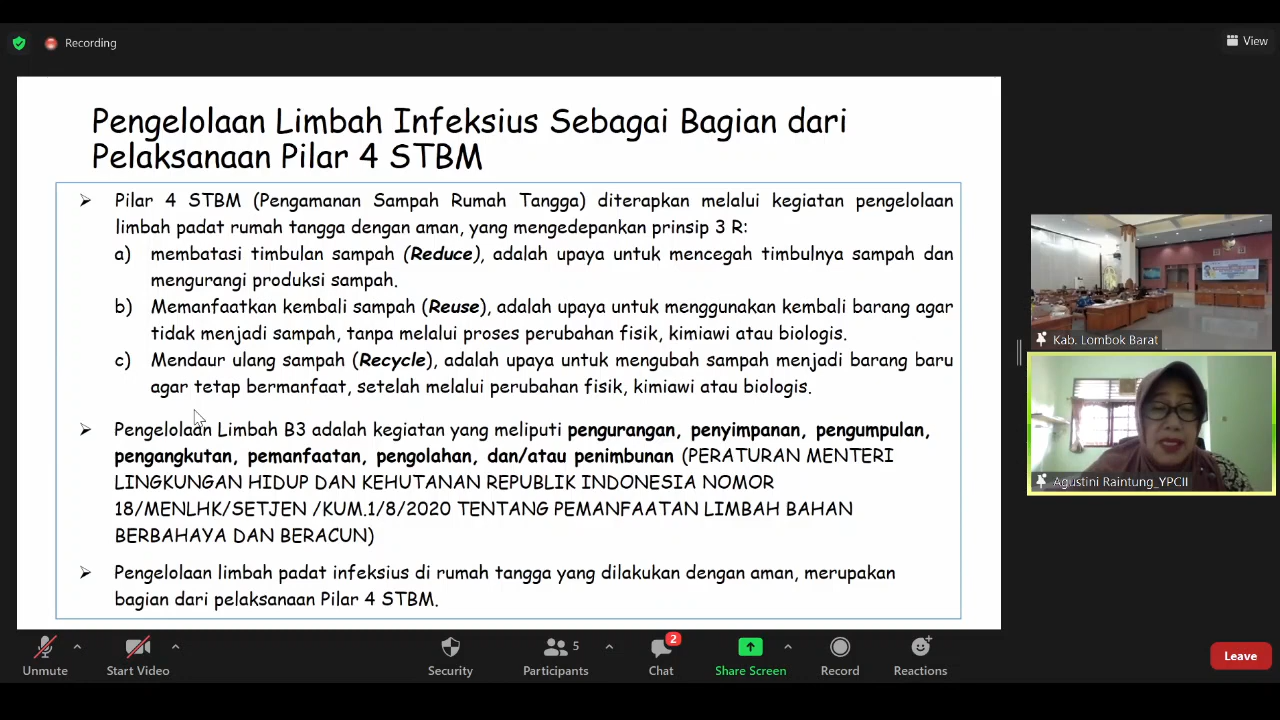 Recording
View
Pengelolaan Limbah Infeksius Sebagai Bagian dari
Pelaksanaan Pilar 4 STBM
➢ Pilar 4 STBM (Pengamanan Sampah Rumah Tangga) diterapkan melalui kegiatan pengelolaan
limbah padat rumah tangga dengan aman, yang mengedepankan prinsip 3 R:
a) membatasi timbulan sampah (Reduce), adalah upaya untuk mencegah timbulnya sampah dan
mengurangi produksi sampah.
b) Memanfaatkan kembali sampah (Reuse), adalah upaya untuk menggunakan kembali barang agar
tidak menjadi sampah, tanpa melalui proses perubahan fisik, kimiawi atau biologis.
c) Mendaur ulang sampah (Recycle), adalah upaya untuk mengubah sampah menjadi barang baru
agar tetap bermanfaat, setelah melalui perubahan fisik, kimiawi atau biologis.
➢ Pengelolaan Limbah B3 adalah kegiatan yang meliputi pengurangan, penyimpanan, pengumpulan,
pengangkutan, pemanfaatan, pengolahan, dan/atau penimbunan (PERATURAN MENTERI
LINGKUNGAN HIDUP DAN KEHUTANAN REPUBLIK INDONESIA NOMOR
18/MENLHK/SETJEN /KUM.1/8/2020 TENTANG PEMANFAATAN LIMBAH BAHAN
BERBAHAYA DAN BERACUN)
➢ Pengelolaan limbah padat infeksius di rumah tangga yang dilakukan dengan aman, merupakan
bagian dari pelaksanaan Pilar 4 STBM.
Kab. Lombok Barat
Agustini Raintung_YPCII
5
2
Unmute
Start Video
Security
Participants
Chat
Share Screen
Record
Reactions
Leave